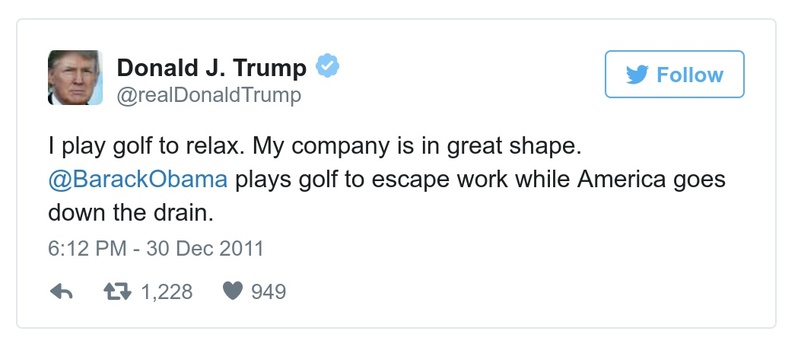 Donald J. Trump
@realDonaldTrump
Follow
I play golf to relax. My company is in great shape.
@BarackObama plays golf to escape work while America goes
down the drain.
6:12 PM - 30 Dec 2011
1,228 949